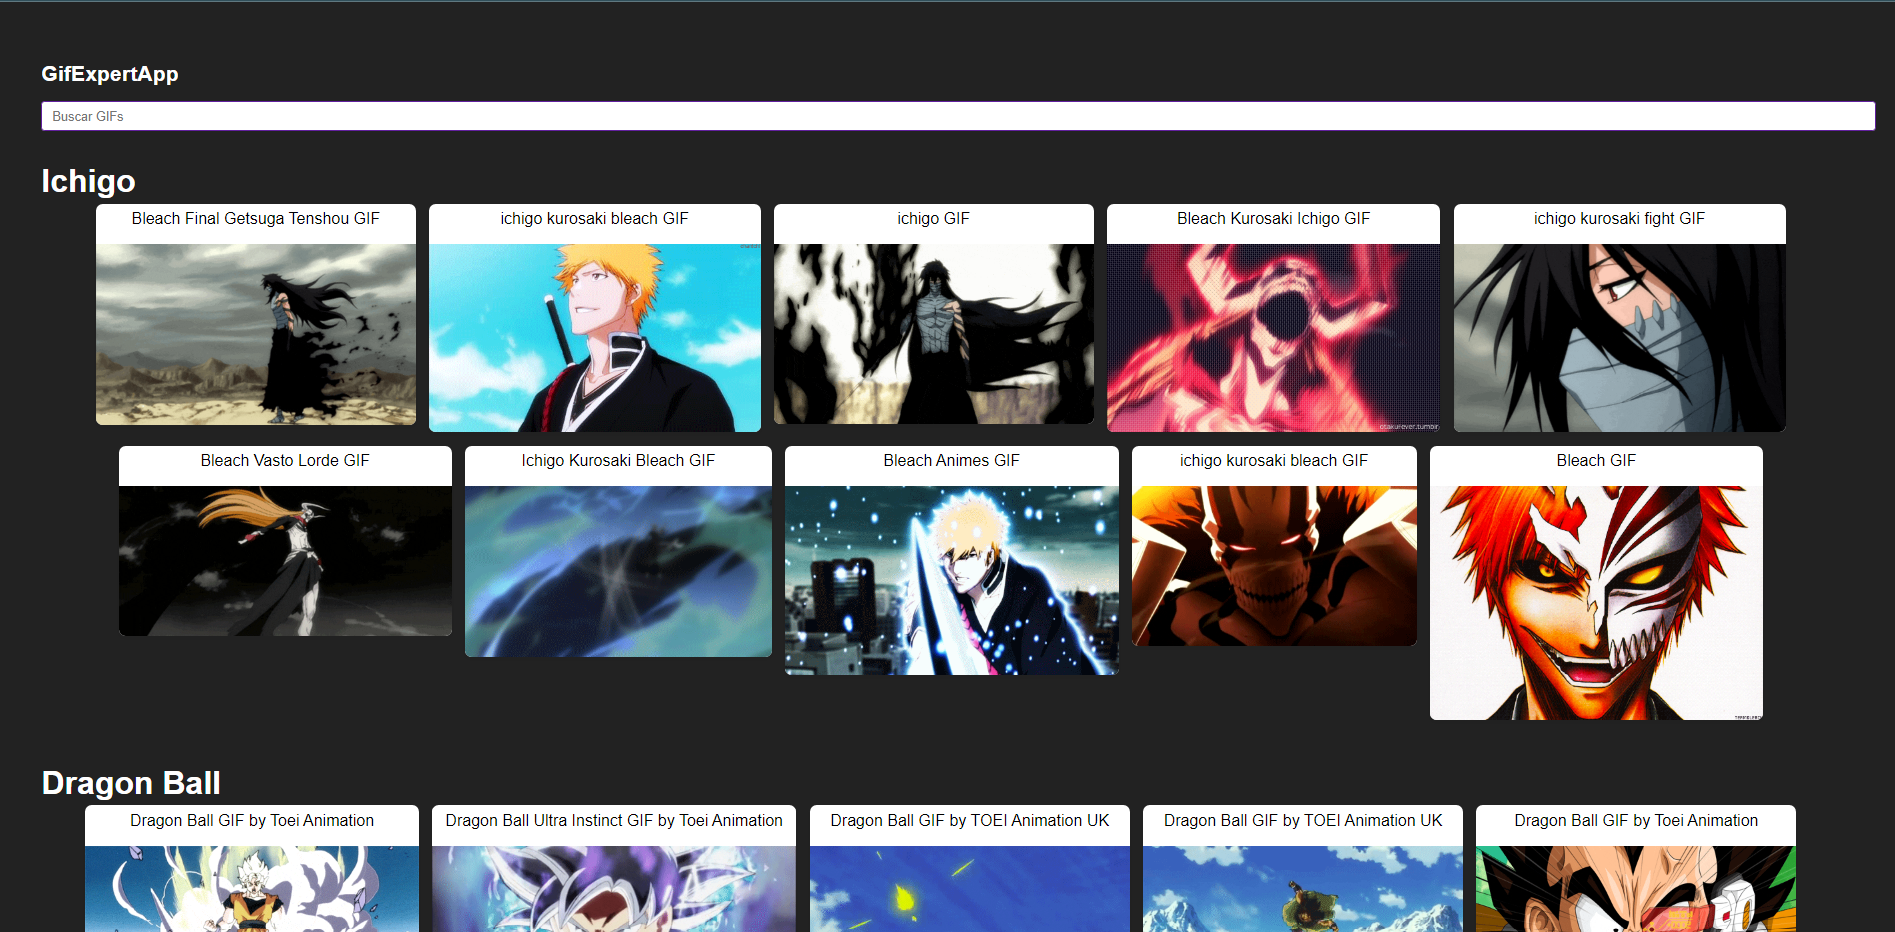 GifExpertApp
Buscar GIFs
Ichigo
Bleach Final Getsuga Tenshou GIF
ichigo kurosaki bleach GIF
ichigo GIF
Bleach Kurosaki Ichigo GIF
ichigo kurosaki fight GIF
otakurever.tumblr
Bleach Vasto Lorde GIF
Ichigo Kurosaki Bleach GIF
Bleach Animes GIF
ichigo kurosaki bleach GIF
Bleach GIF
Dragon Ball
Dragon Ball GIF by Toei Animation
Dragon Ball Ultra Instinct GIF by Toei Animation
Dragon Ball GIF by TOEI Animation UK
Dragon Ball GIF by TOEI Animation UK
Dragon Ball GIF by Toei Animation